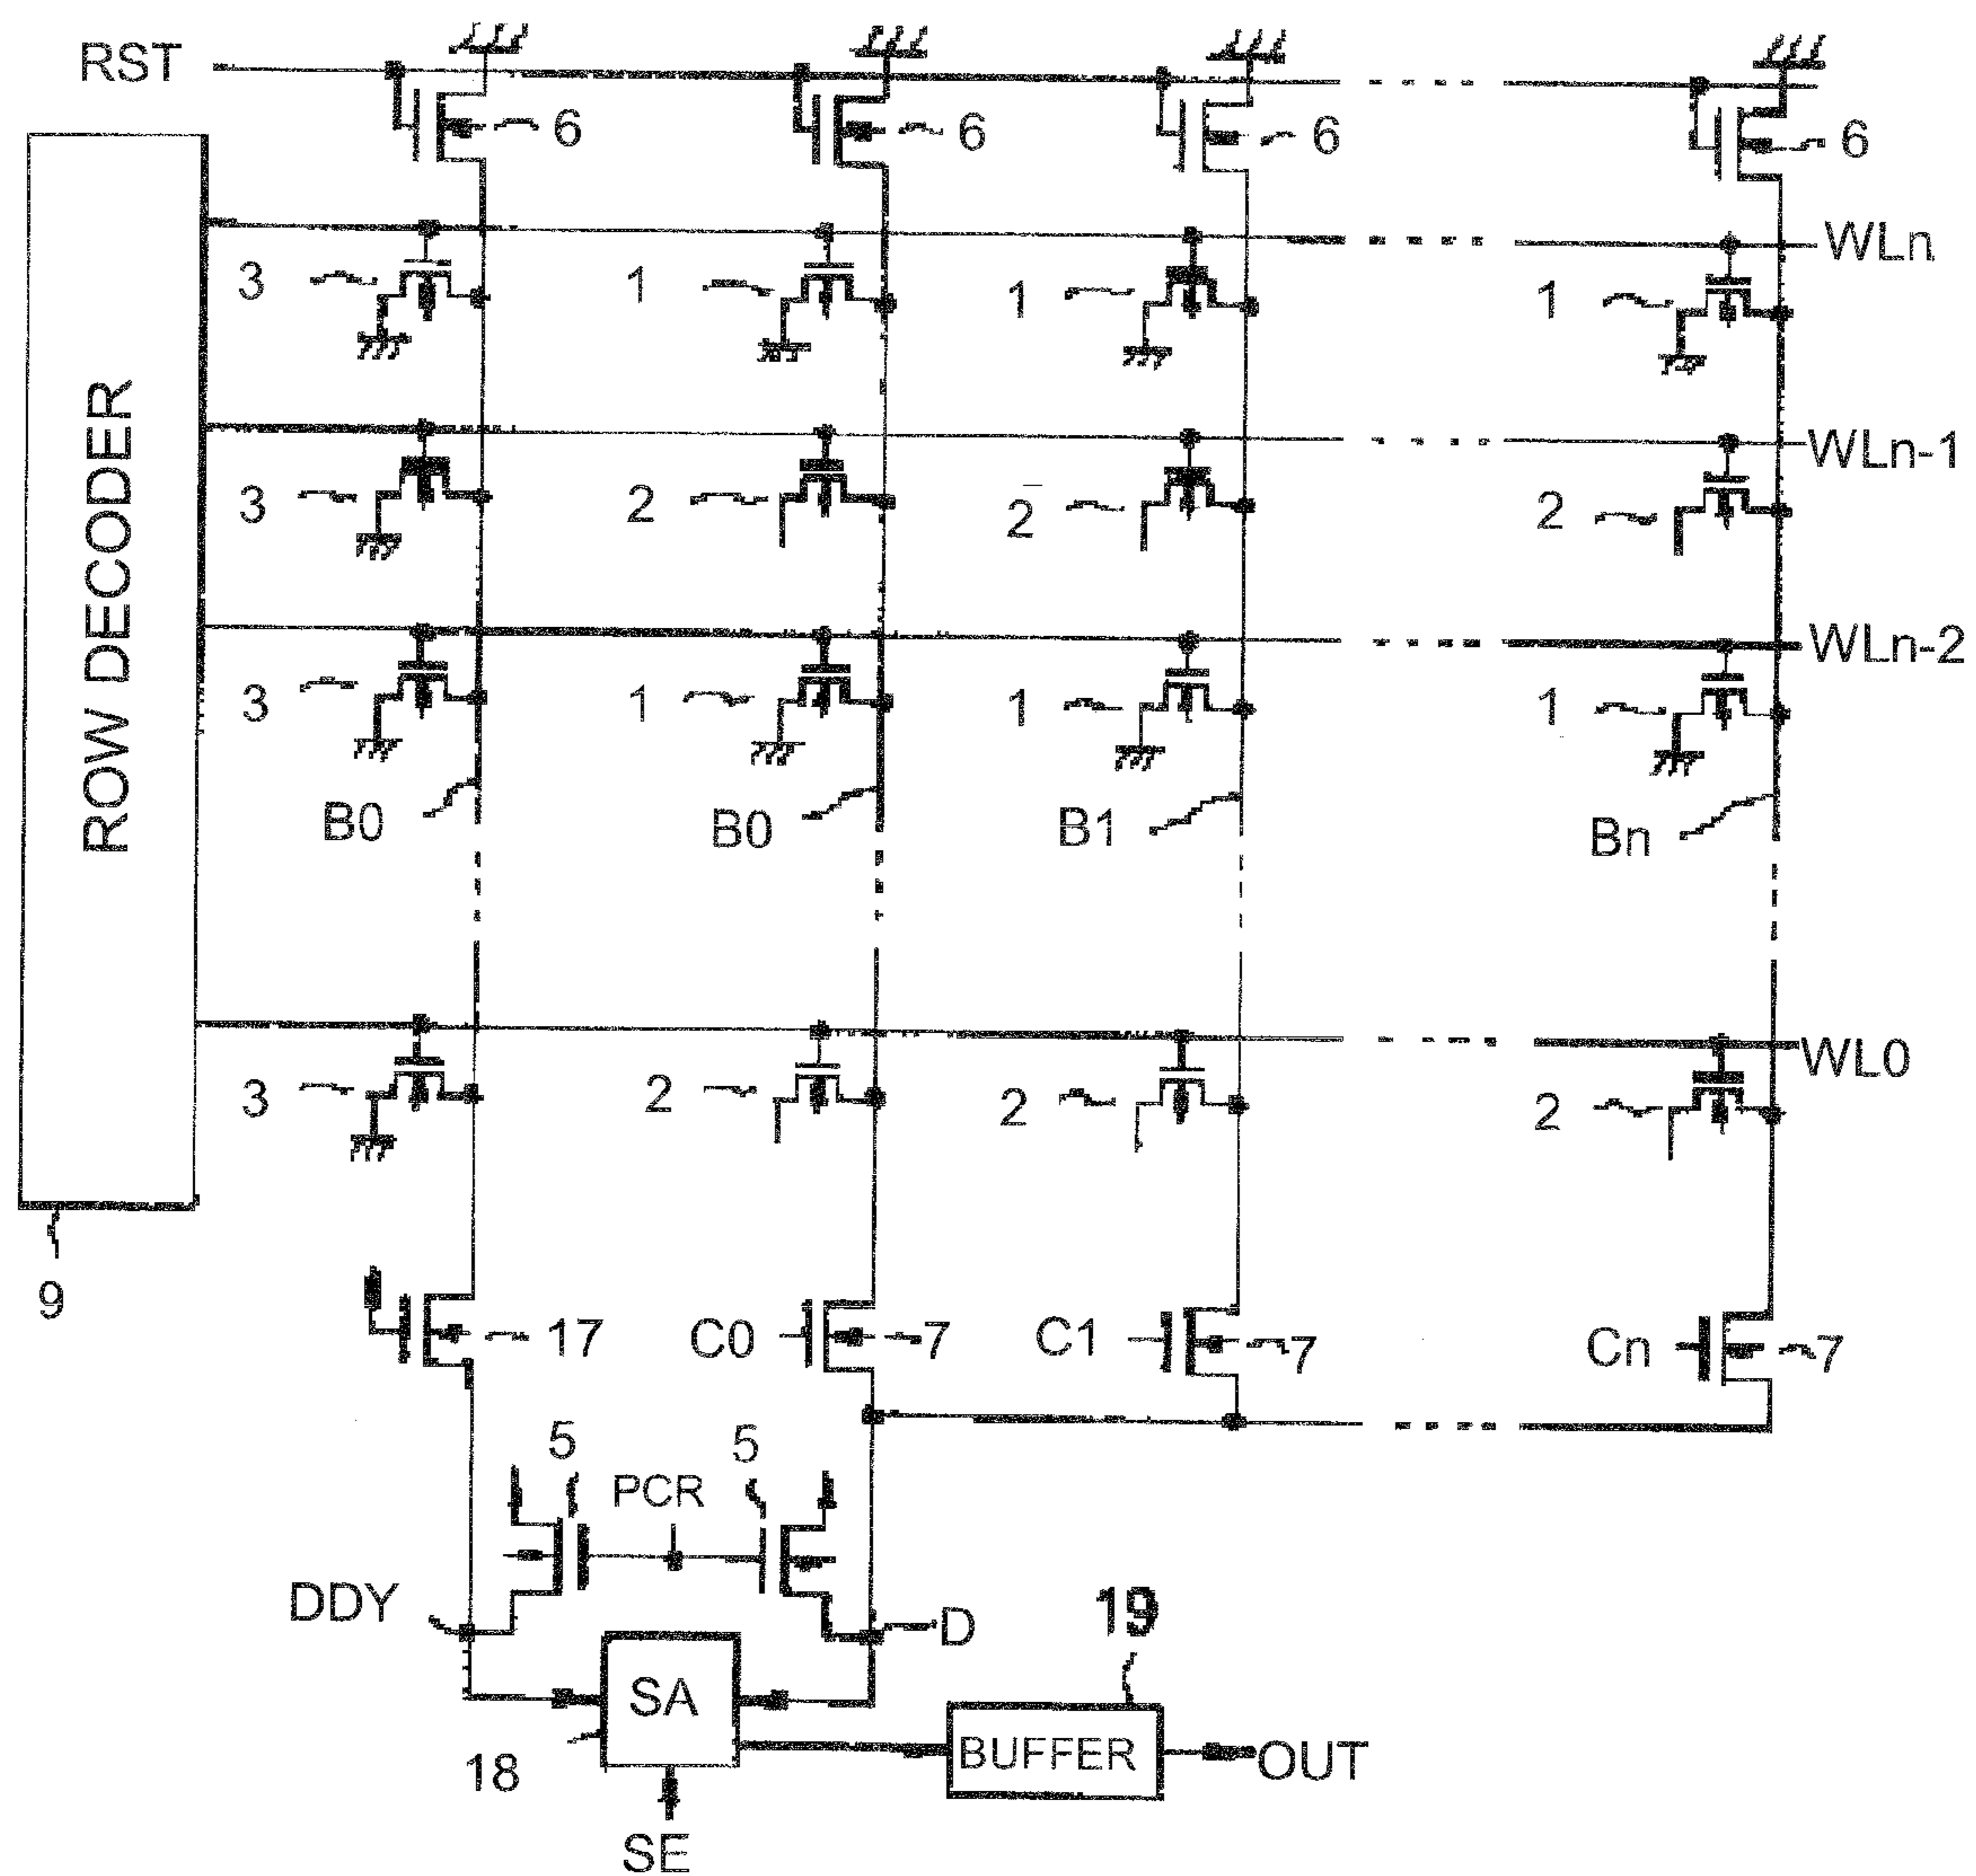 RST
6 6 6 6
WLn
3 1 1 1
WLn-1
3 2 2 2
WLn-2
3 1 1 1
ROW DECODER
B0 B0 B1 Bn
WL0
3 2 2 2
9
17 C0 7 C1 7 Cn 7
5 PCR 5
DDY D 19
SA
18 BUFFER OUT
SE